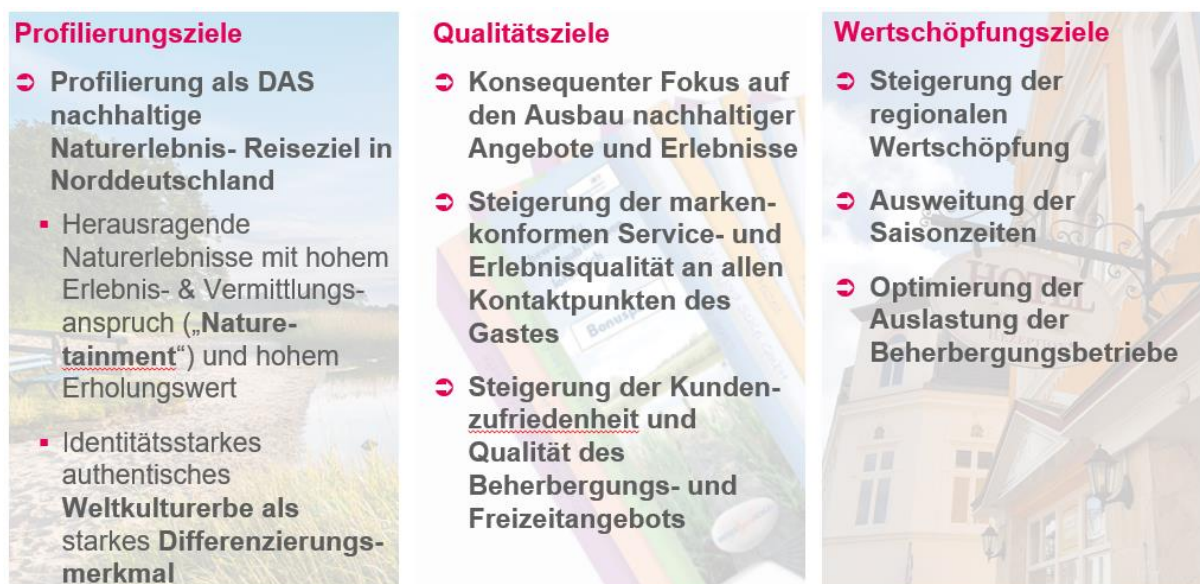 Profilierungsziele
Profilierung als DAS
nachhaltige
Naturerlebnis- Reiseziel in
Norddeutschland
Herausragende
Naturerlebnisse mit hohem
Erlebnis- & Vermittlungs-
anspruch („Nature-
tainment“) und hohem
Erholungswert
Identitätsstarkes
authentisches
Weltkulturerbe als
starkes Differenzierungs-
merkmal
Qualitätsziele
Konsequenter Fokus auf
den Ausbau nachhaltiger
Angebote und Erlebnisse
Steigerung der marken-
konformen Service- und
Erlebnisqualität an allen
Kontaktpunkten des
Gastes
Steigerung der Kunden-
zufriedenheit und
Qualität des
Beherbergungs- und
Freizeitangebots
Wertschöpfungsziele
Steigerung der
regionalen
Wertschöpfung
Ausweitung der
Saisonzeiten
Optimierung der
Auslastung der
Beherbergungsbetriebe
HOTEL